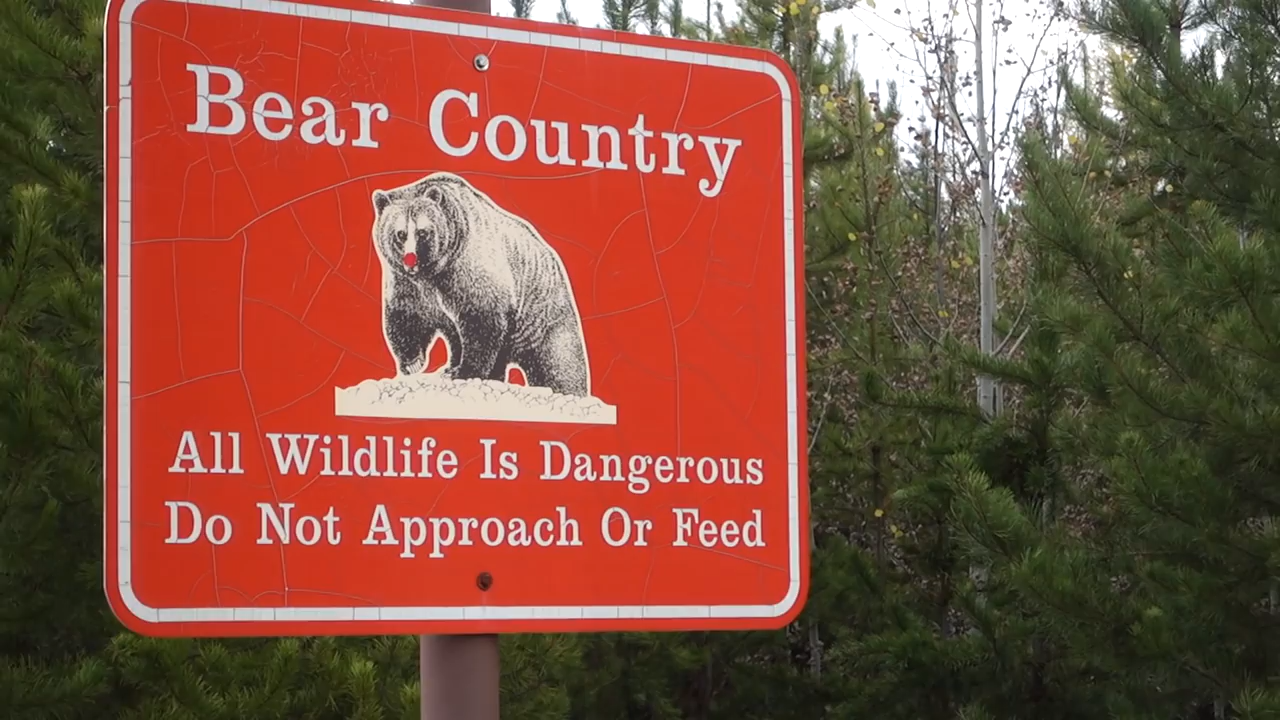 Bear Country
All Wildlife Is Dangerous
Do Not Approach Or Feed